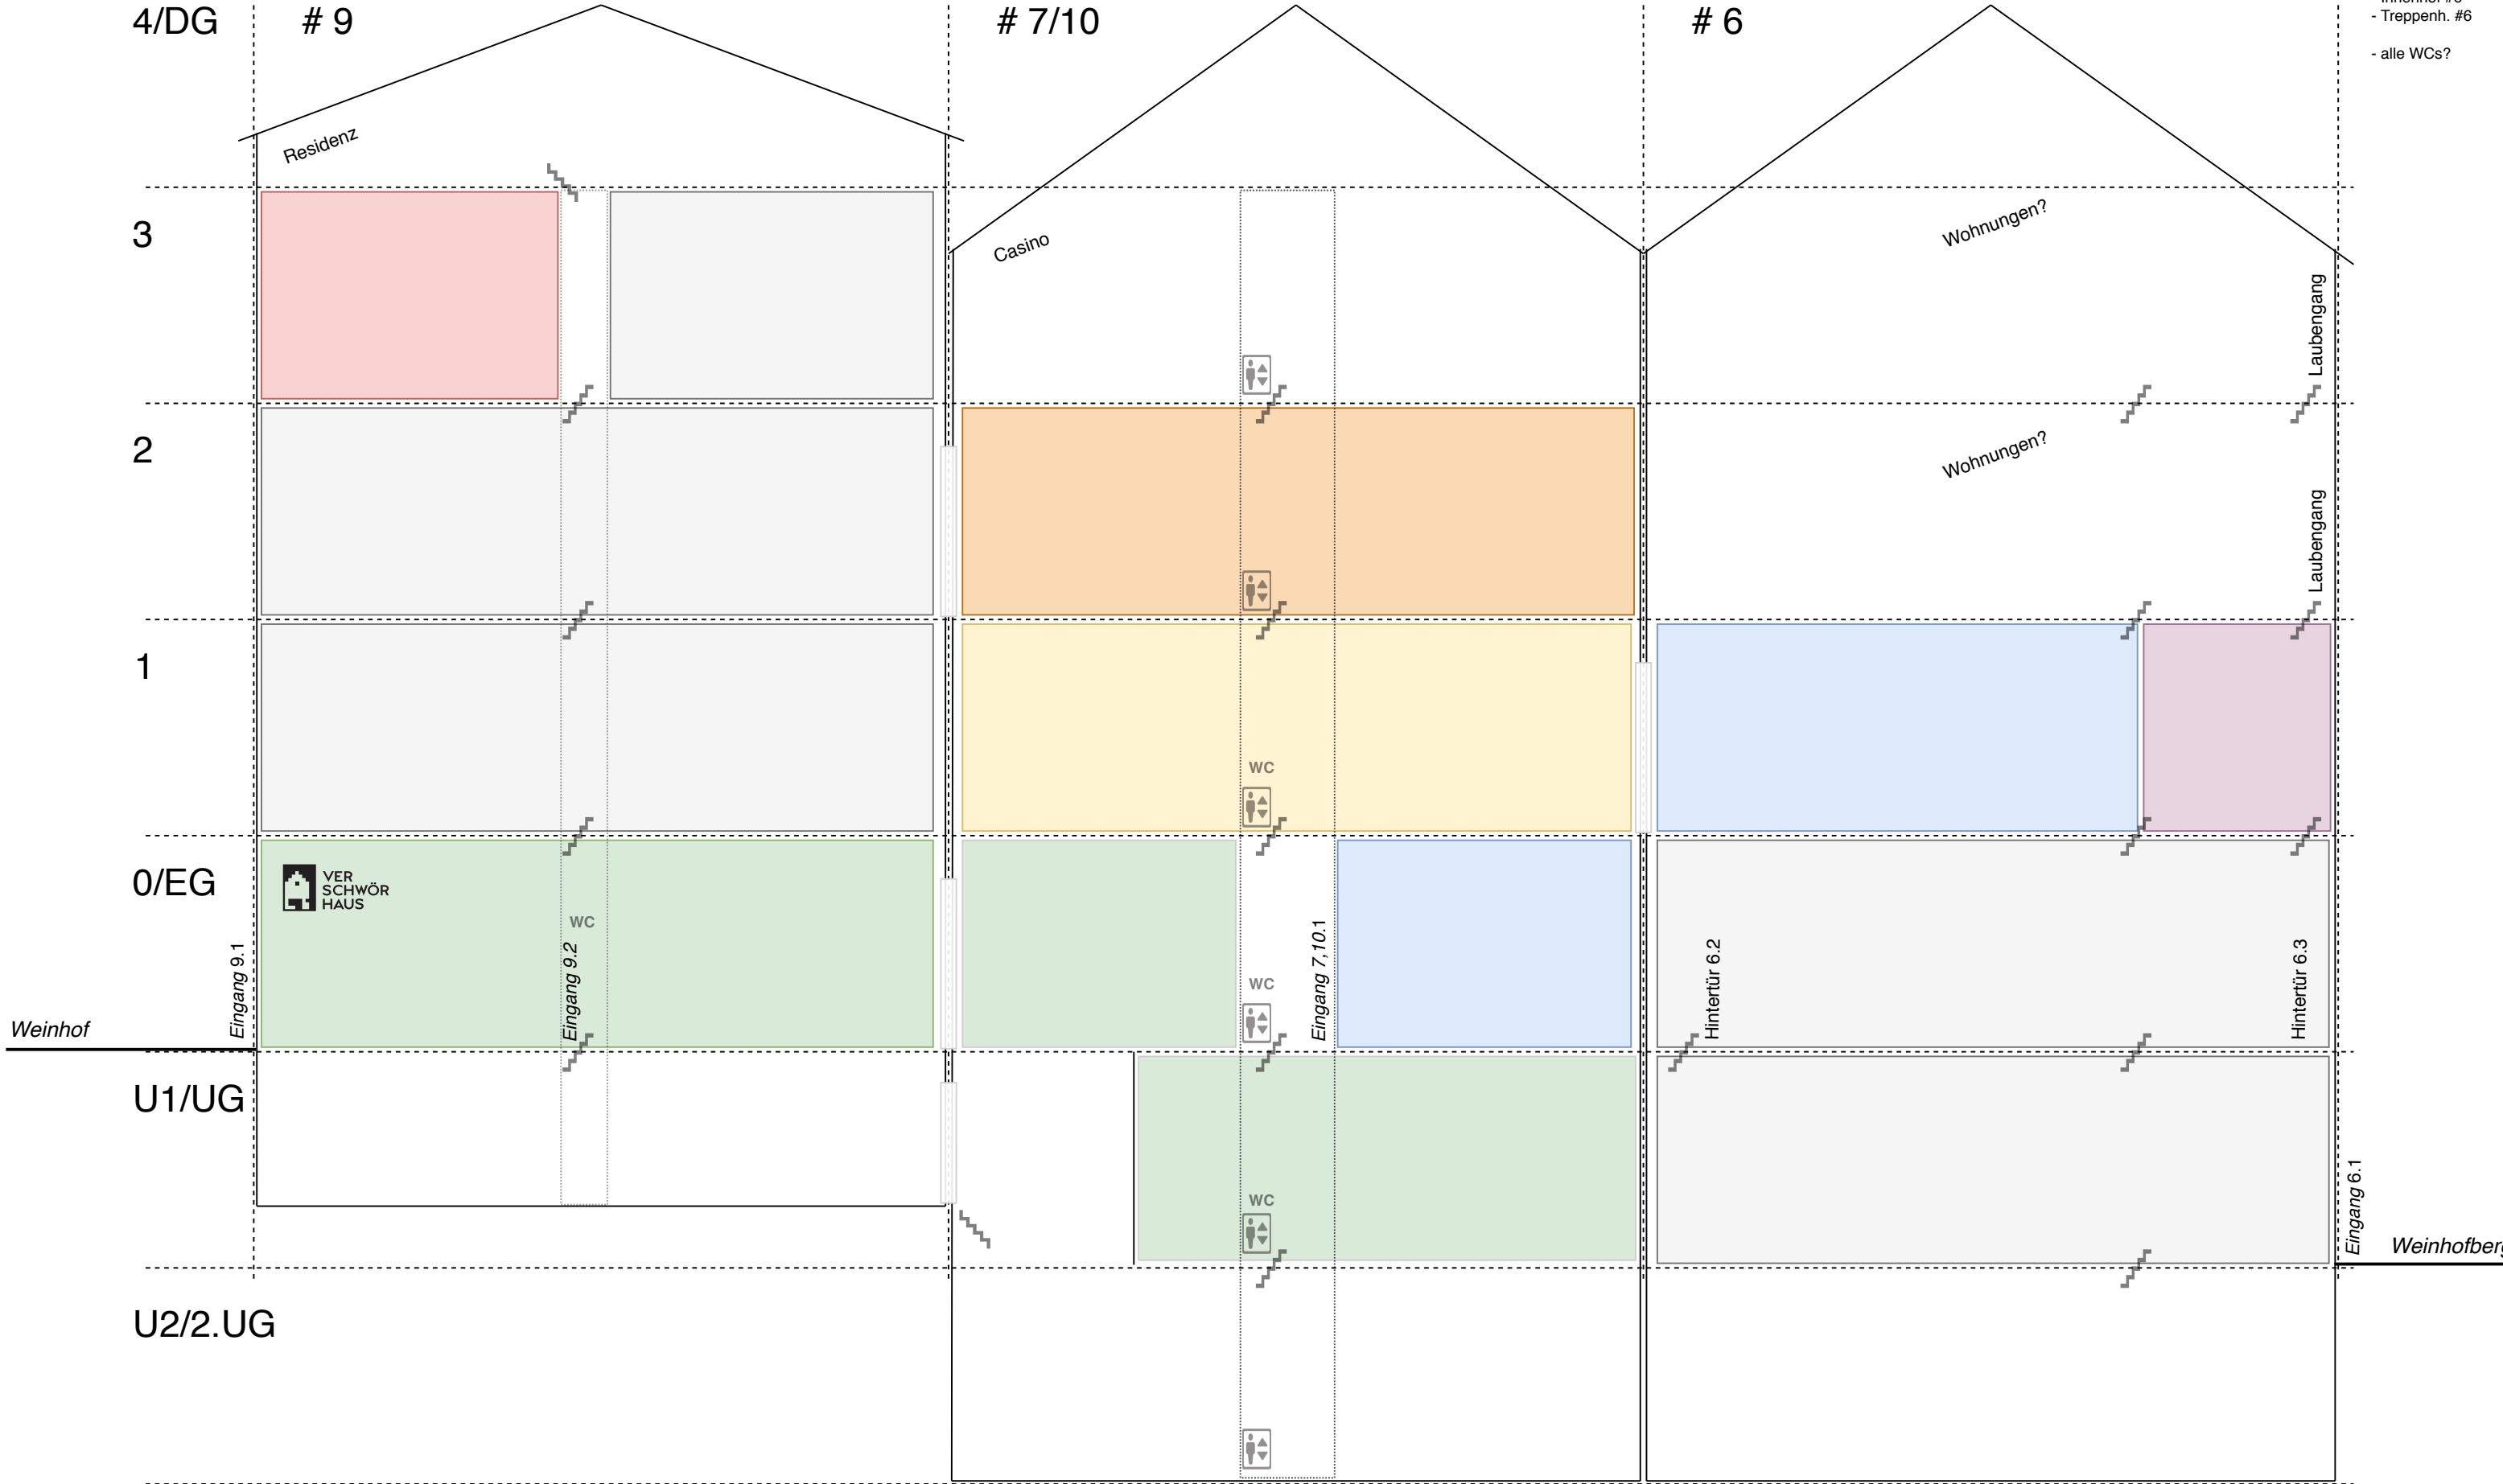 4/DG
# 9
# 7/10
# 6
- Treppenh. #6
- alle WCs?
Residenz
3
Casino
Wohnungen?
Laubengang
2
Wohnungen?
Laubengang
1
WC
0/EG
VER
SCHWÖR
HAUS
WC
Eingang 9.1
Eingang 9.2
WC
Eingang 7,10.1
Hintertür 6.2
Hintertür 6.3
Weinhof
U1/UG
WC
Eingang 6.1
Weinhofberg
U2/2.UG